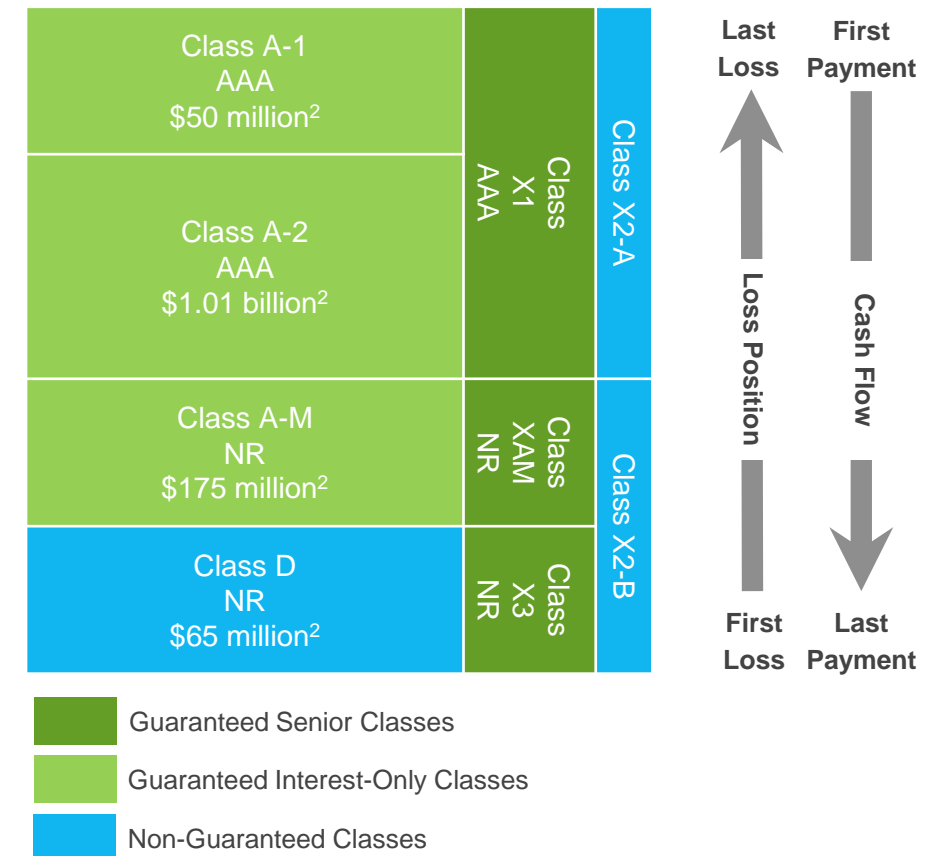 Class A-1
AAA
$50 million²
Class A-2
AAA
$1.01 billion²
Class A-M
NR
$175 million²
Class D
NR
$65 million²
Class
X1
AAA
Class
XAM
NR
Class
X3
NR
Class X2-A
Class X2-B
Last
Loss
Loss Position
First
Loss
First
Payment
Cash Flow
Last
Payment
Guaranteed Senior Classes
Guaranteed Interest-Only Classes
Non-Guaranteed Classes